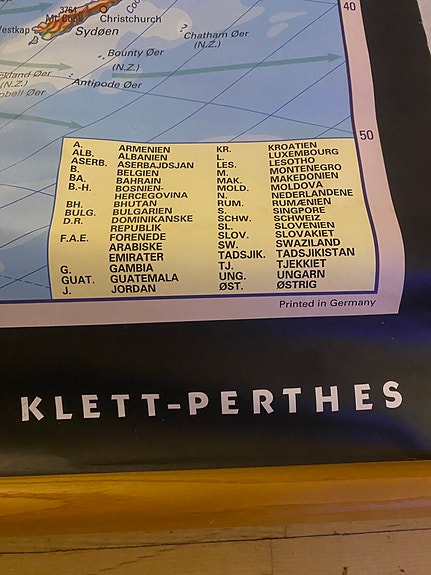 3764
Mt. Cook
Christchurch
Sydøen
40
Chatham Øer
(N.Z.)
Bounty Øer
(N.Z.)
Antipode Øer
50
A. ARMENIEN
ALB. ALBANIEN
ASERB. ASERBAJDSJAN
B. BELGIEN
BA. BAHRAIN
B.-H. BOSNIEN-
HERCEGOVINA
BH. BHUTAN
BULG. BULGARIEN
D.R. DOMINIKANSKE
REPUBLIK
F.A.E. FORENEDE
ARABISKE
EMIRATER
G. GAMBIA
GUAT. GUATEMALA
J. JORDAN
KR. KROATIEN
L. LUXEMBOURG
LES. LESOTHO
M. MONTENEGRO
MAK. MAKEDONIEN
MOLD. MOLDOVA
N. NEDERLANDENE
RUM. RUMÆNIEN
S. SINGPORE
SCHW. SCHWEIZ
SL. SLOVENIEN
SLOV. SLOVAKIET
SW. SWAZILAND
TADSJIK. TADSJIKISTAN
TJ. TJEKKIET
UNG. UNGARN
ØST. ØSTRIG
Printed in Germany
KLETT-PERTHES